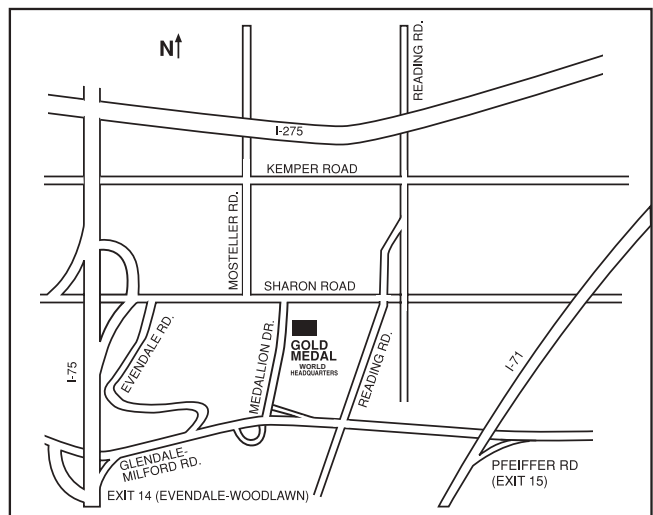 N
READING RD.
I-275
KEMPER ROAD
MOSTELLER RD.
SHARON ROAD
EVENDALE RD.
MEDALLION DR.
GOLD
MEDAL
WORLD
HEADQUARTERS
READING RD.
I-75
I-71
GLENDALE-
MILFORD RD.
PFEIFFER RD
(EXIT 15)
EXIT 14 (EVENDALE-WOODLAWN)